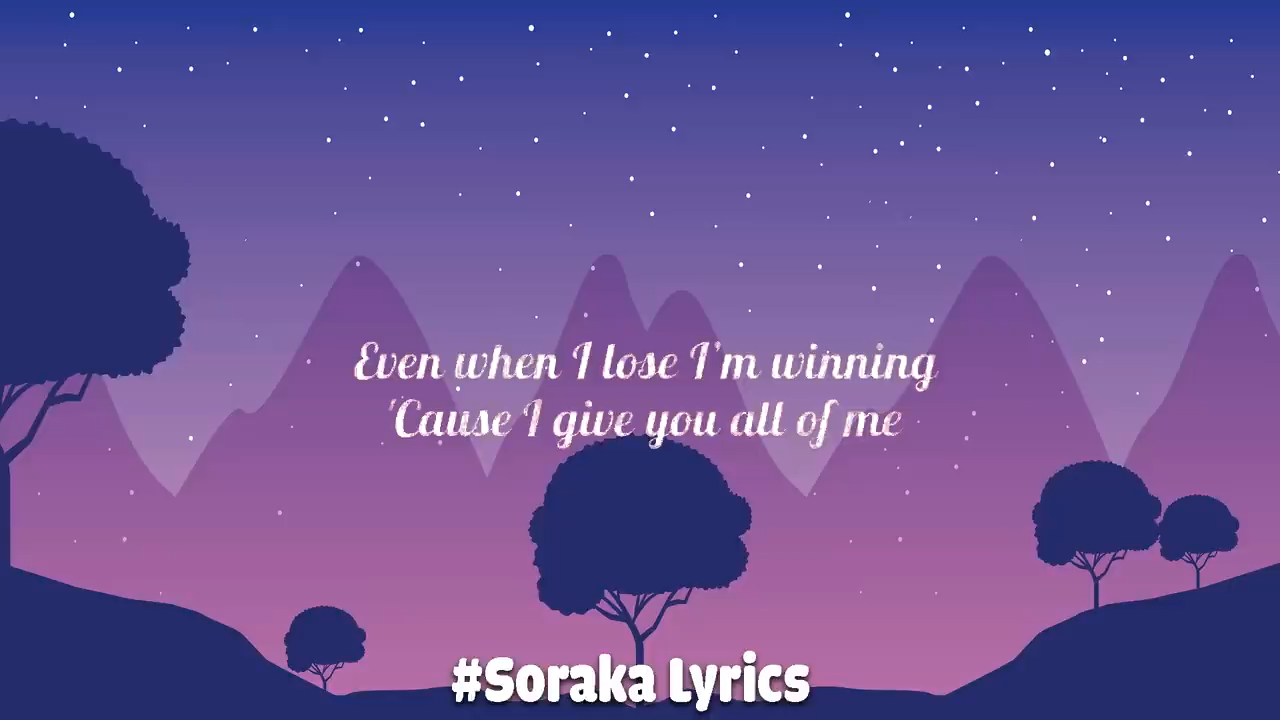 Even when I lose I'm winning
'Cause I give you all of me
#Soraka Lyrics